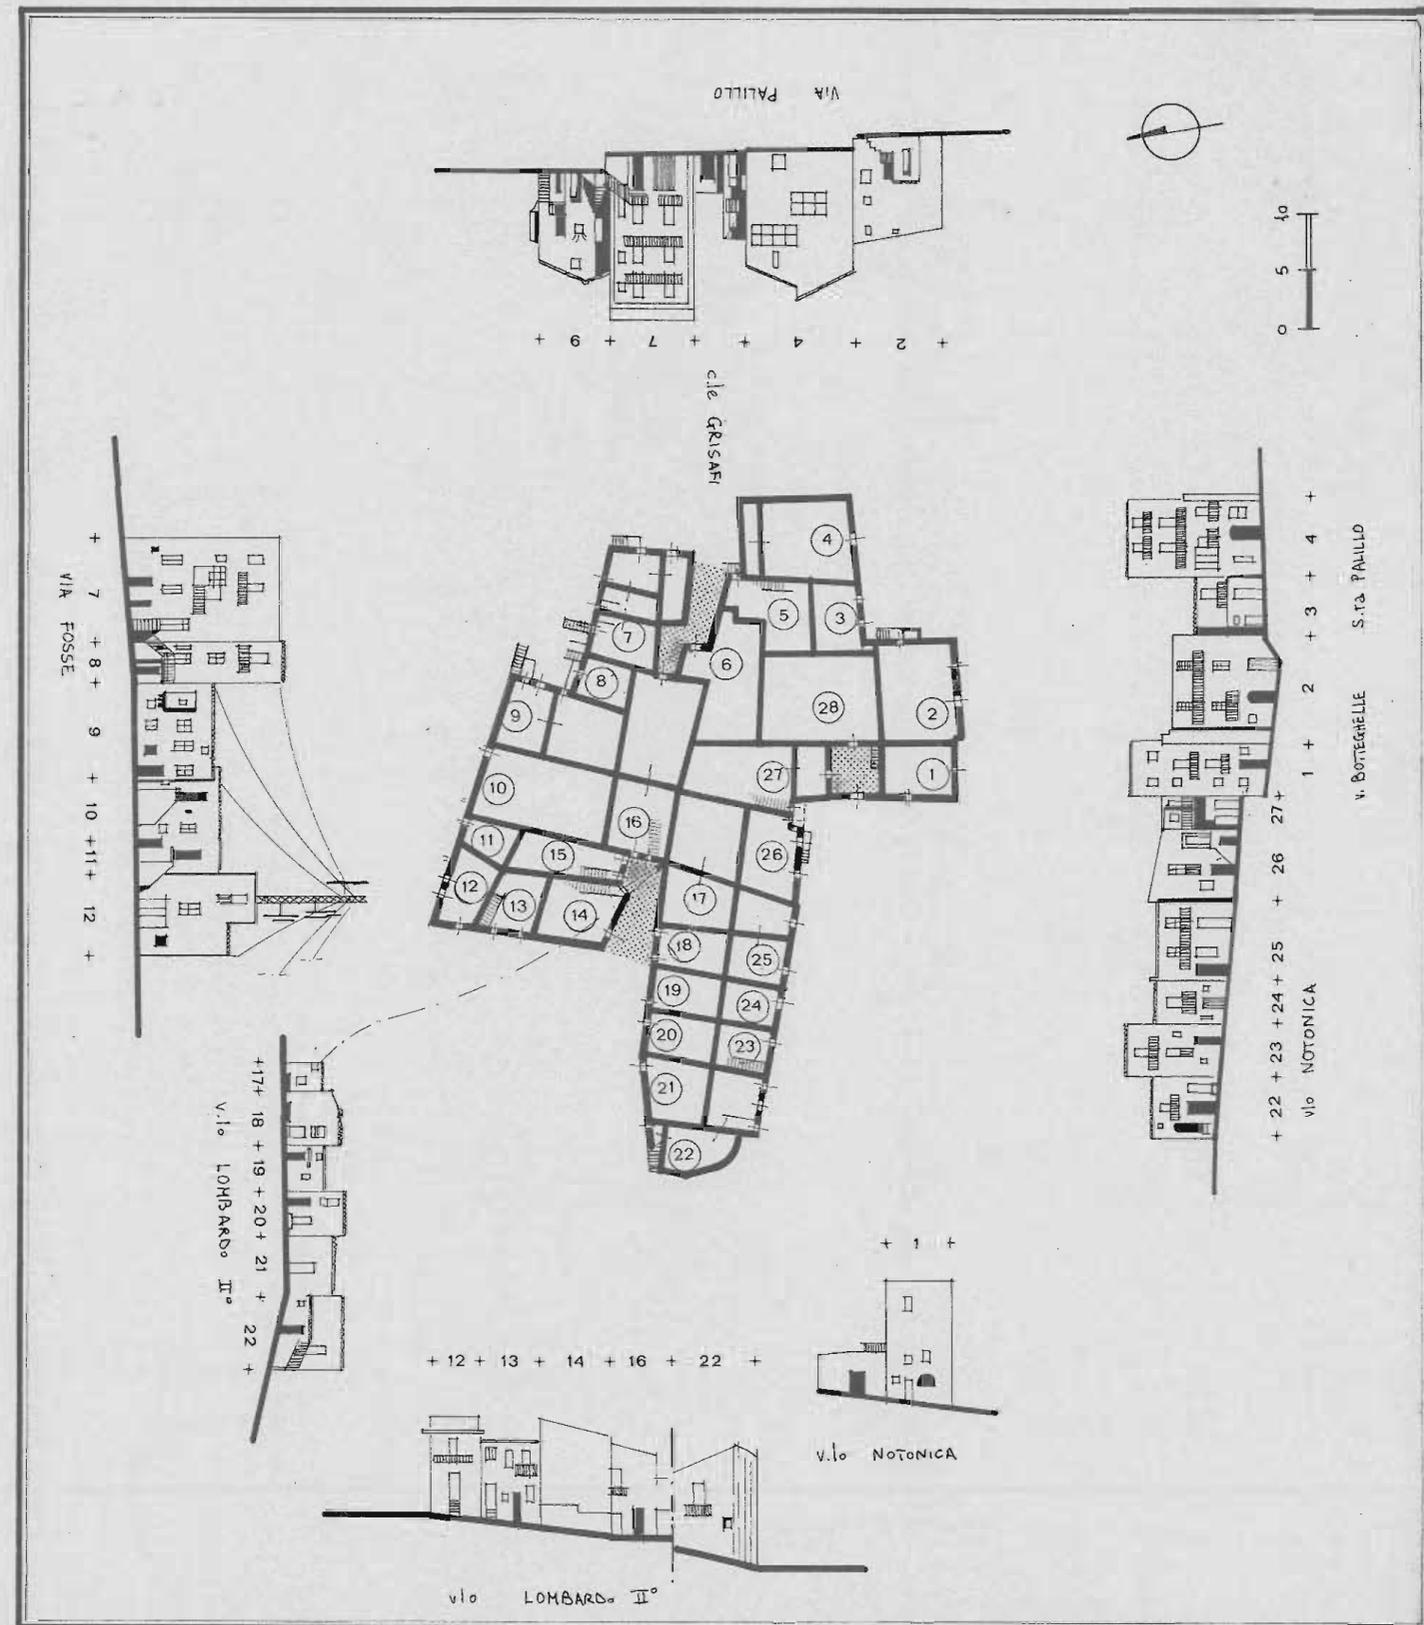 VIA PALILLO
10
5
0
+ 9 + 7 + + 4 + 2 +
c.le GRISAFI
+ 7 + 8 + 9 + 10 + 11 + 12 +
VIA FOSSE
+ 4 + 3 + 2 + 1 +
S.ta PALILLO
v. BOTTEGHELLE
+ 22 + 23 + 24 + 25 + 26 27 +
v.lo NOTONICA
4
5
3
7
6
8
28
2
9
27
1
10
16
11
15
26
12
13
14
17
18
25
19
24
20
23
21
22
+ 17 + 18 + 19 + 20 + 21 + 22 +
v.lo LOMBARDO II°
+ 1 +
v.lo NOTONICA
+ 12 + 13 + 14 + 16 + 22 +
v.lo LOMBARDO II°